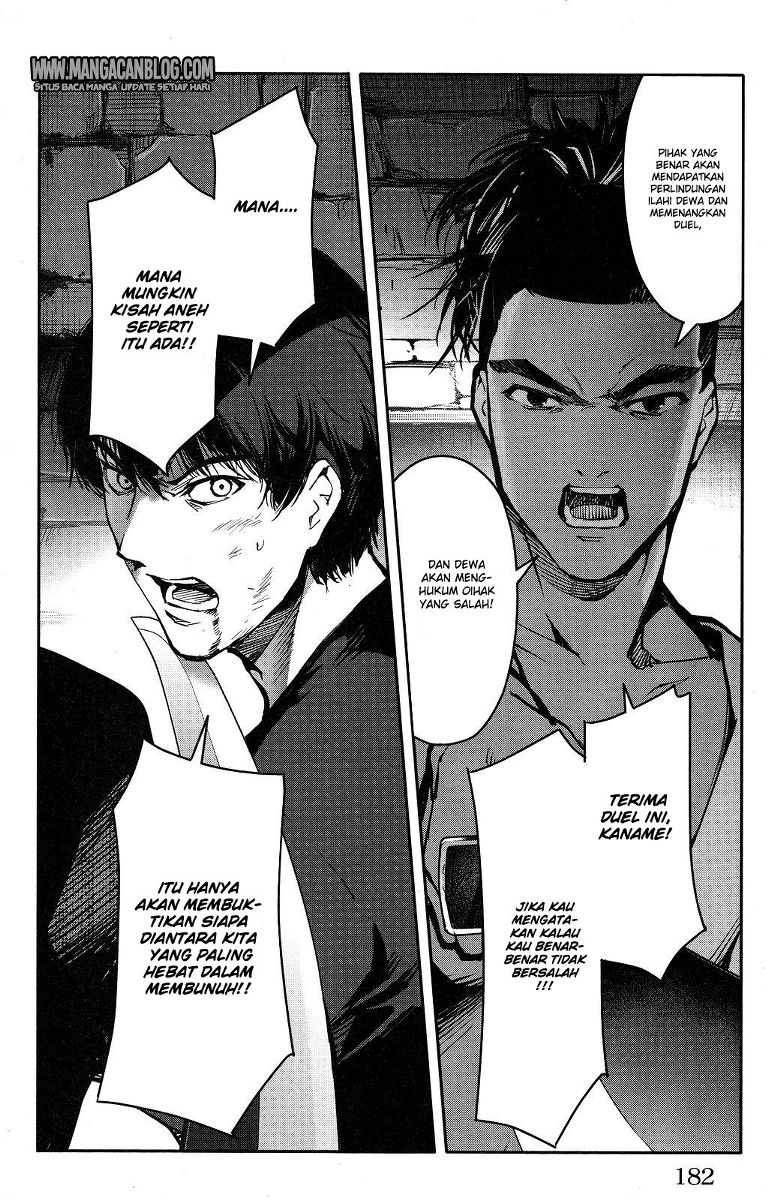 WWW.MANGACANBLOG.COM
SITUS BACA MANGA UPDATE SETIAP HARI
PIHAK YANG
BENAR AKAN
MENDAPATKAN
PERLINDUNGAN
ILAHI DEWA DAN
MEMENANGKAN
DUEL,
DAN DEWA
AKAN MENG-
HUKUM OIHAK
YANG SALAH!
TERIMA
DUEL INI,
KANAME!
JIKA KAU
MENGATA-
KAN KALAU
KAU BENAR-
BENAR TIDAK
BERSALAH
!!!
MANA....
MANA
MUNGKIN
KISAH ANEH
SEPERTI
ITU ADA!!
ITU HANYA
AKAN MEMBUK-
TIKAN SIAPA
DIANTARA KITA
YANG PALING
HEBAT DALAM
MEMBUNUH!!
182